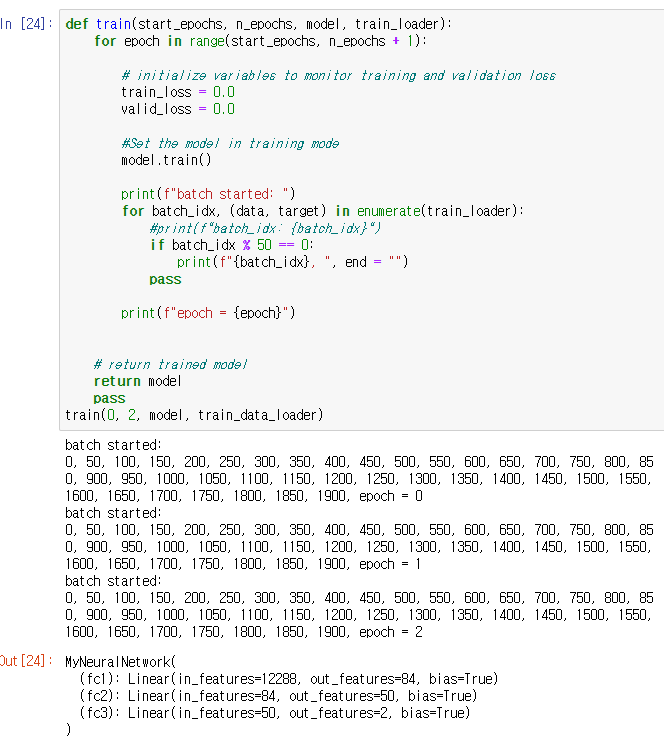 In [24]: def train(start_epochs, n_epochs, model, train_loader):
for epoch in range(start_epochs, n_epochs + 1):
# initialize variables to monitor training and validation loss
train_loss = 0.0
valid_loss = 0.0
#Set the model in training mode
model.train()
print(f"batch started: ")
for batch_idx, (data, target) in enumerate(train_loader):
#print(f"batch_idx: {batch_idx}")
if batch_idx % 50 == 0:
print(f"{batch_idx}, ", end = "")
pass
print(f"epoch = {epoch}")
# return trained model
return model
pass
train(0, 2, model, train_data_loader)
batch started:
0, 50, 100, 150, 200, 250, 300, 350, 400, 450, 500, 550, 600, 650, 700, 750, 800, 85
0, 900, 950, 1000, 1050, 1100, 1150, 1200, 1250, 1300, 1350, 1400, 1450, 1500, 1550,
1600, 1650, 1700, 1750, 1800, 1850, 1900, epoch = 0
batch started:
0, 50, 100, 150, 200, 250, 300, 350, 400, 450, 500, 550, 600, 650, 700, 750, 800, 85
0, 900, 950, 1000, 1050, 1100, 1150, 1200, 1250, 1300, 1350, 1400, 1450, 1500, 1550,
1600, 1650, 1700, 1750, 1800, 1850, 1900, epoch = 1
batch started:
0, 50, 100, 150, 200, 250, 300, 350, 400, 450, 500, 550, 600, 650, 700, 750, 800, 85
0, 900, 950, 1000, 1050, 1100, 1150, 1200, 1250, 1300, 1350, 1400, 1450, 1500, 1550,
1600, 1650, 1700, 1750, 1800, 1850, 1900, epoch = 2
Out[24]: MyNeuralNetwork(
(fc1): Linear(in_features=12288, out_features=84, bias=True)
(fc2): Linear(in_features=84, out_features=50, bias=True)
(fc3): Linear(in_features=50, out_features=2, bias=True)
)